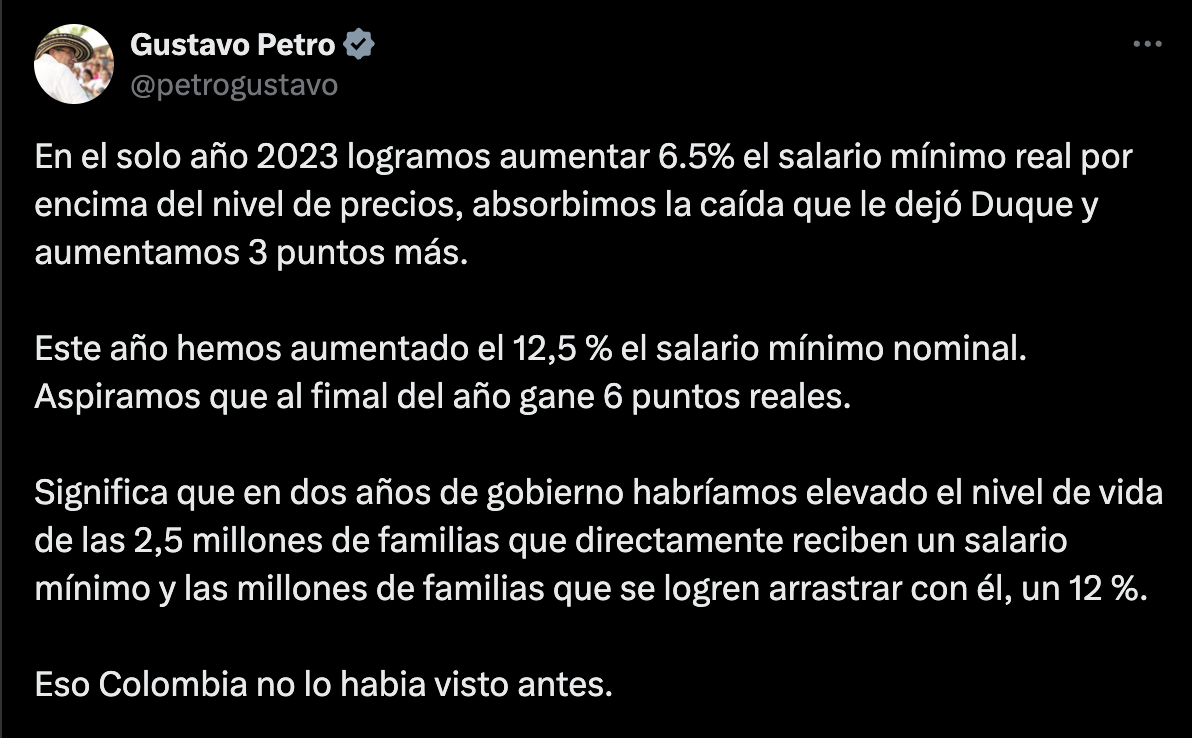 Gustavo Petro
@petrogustavo
En el solo año 2023 logramos aumentar 6.5% el salario mínimo real por
encima del nivel de precios, absorbimos la caída que le dejó Duque y
aumentamos 3 puntos más.
Este año hemos aumentado el 12,5 % el salario mínimo nominal.
Aspiramos que al fimal del año gane 6 puntos reales.
Significa que en dos años de gobierno habríamos elevado el nivel de vida
de las 2,5 millones de familias que directamente reciben un salario
mínimo y las millones de familias que se logren arrastrar con él, un 12 %.
Eso Colombia no lo habia visto antes.